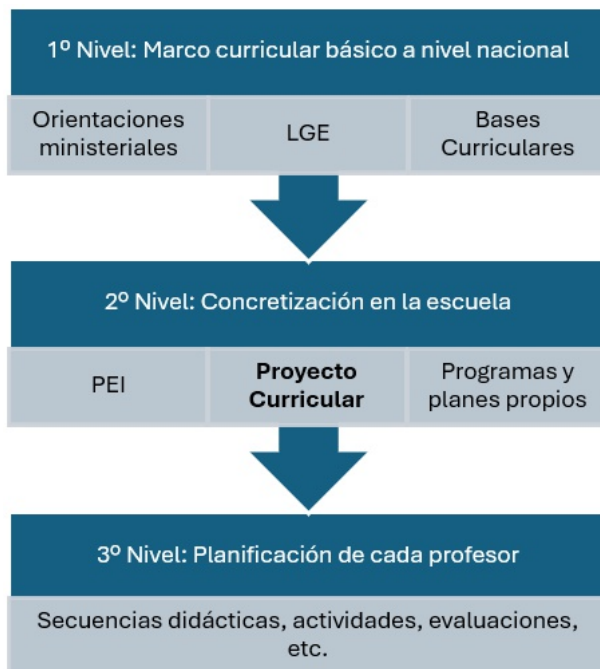 1º Nivel: Marco curricular básico a nivel nacional
Orientaciones
ministeriales
LGE
Bases
Curriculares
2º Nivel: Concretización en la escuela
PEI
Proyecto
Curricular
Programas y
planes propios
3º Nivel: Planificación de cada profesor
Secuencias didácticas, actividades, evaluaciones,
etc.